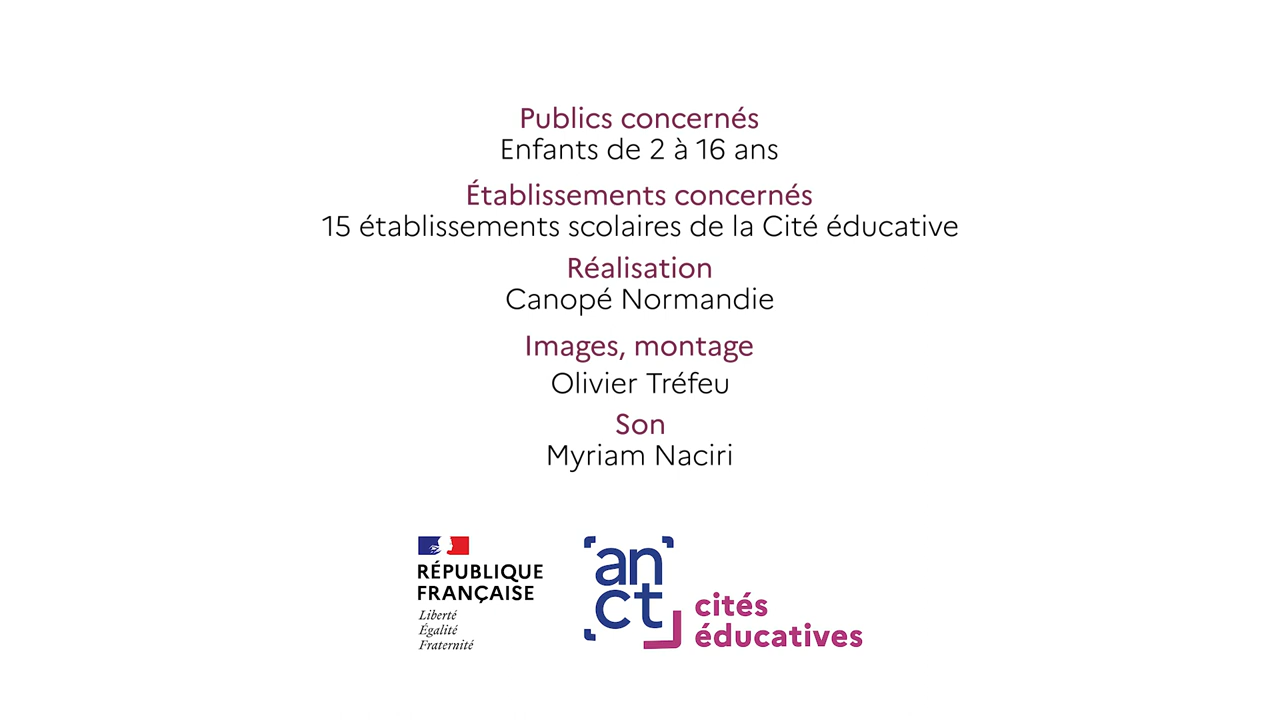 Publics concernés
Enfants de 2 à 16 ans
Établissements concernés
15 établissements scolaires de la Cité éducative
Réalisation
Canopé Normandie
Images, montage
Olivier Tréfeu
Son
Myriam Naciri
RÉPUBLIQUE
FRANÇAISE
Liberté
Égalité
Fraternité
an
ct
cités
éducatives